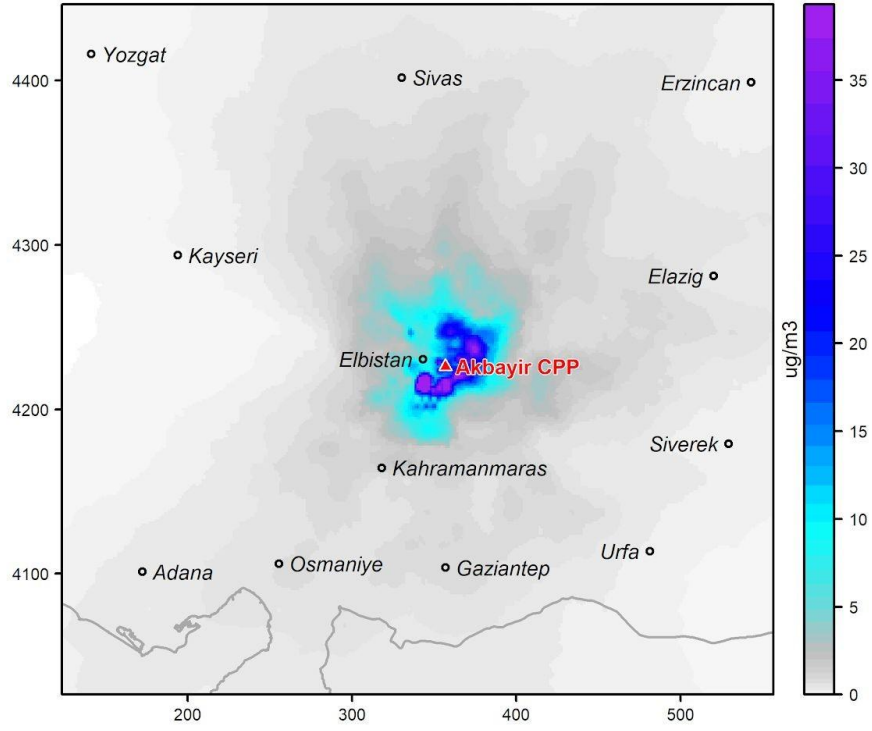 Yozgat
Sivas
Erzincan
Kayseri
Elazig
Elbistan
Akbayir CPP
Siverek
Kahramanmaras
Urfa
Adana
Osmaniye
Gaziantep
4400
4300
4200
4100
200
300
400
500
35
30
25
20
15
10
5
0
ug/m3